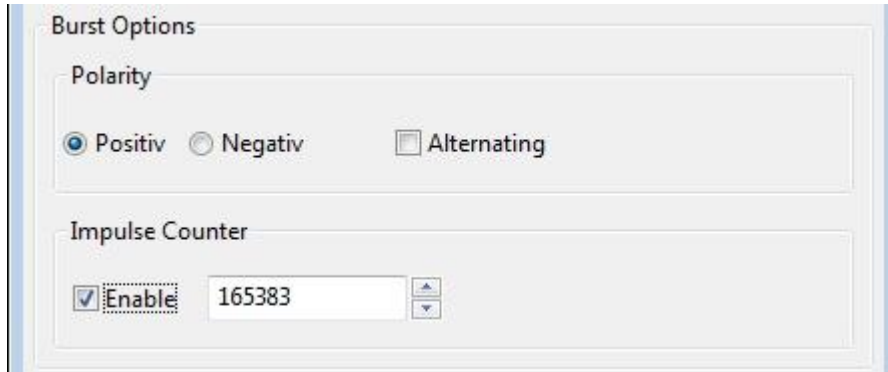 Burst Options
Polarity
Positiv Negativ Alternating
Impulse Counter
Enable 165383